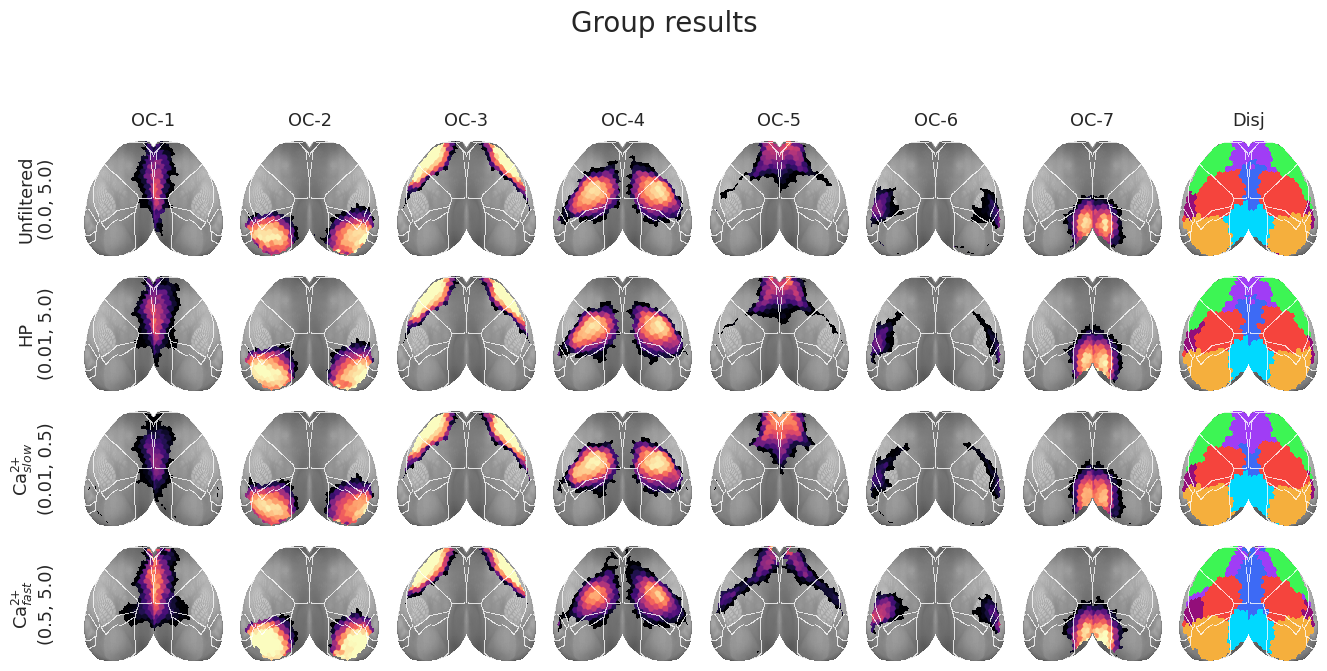 Group results
OC-1 OC-2 OC-3 OC-4 OC-5 OC-6 OC-7 Disj
Unfiltered
(0.0, 5.0)
HP
(0.01, 5.0)
Ca²⁺slow
(0.01, 0.5)
Ca²⁺fast
(0.5, 5.0)